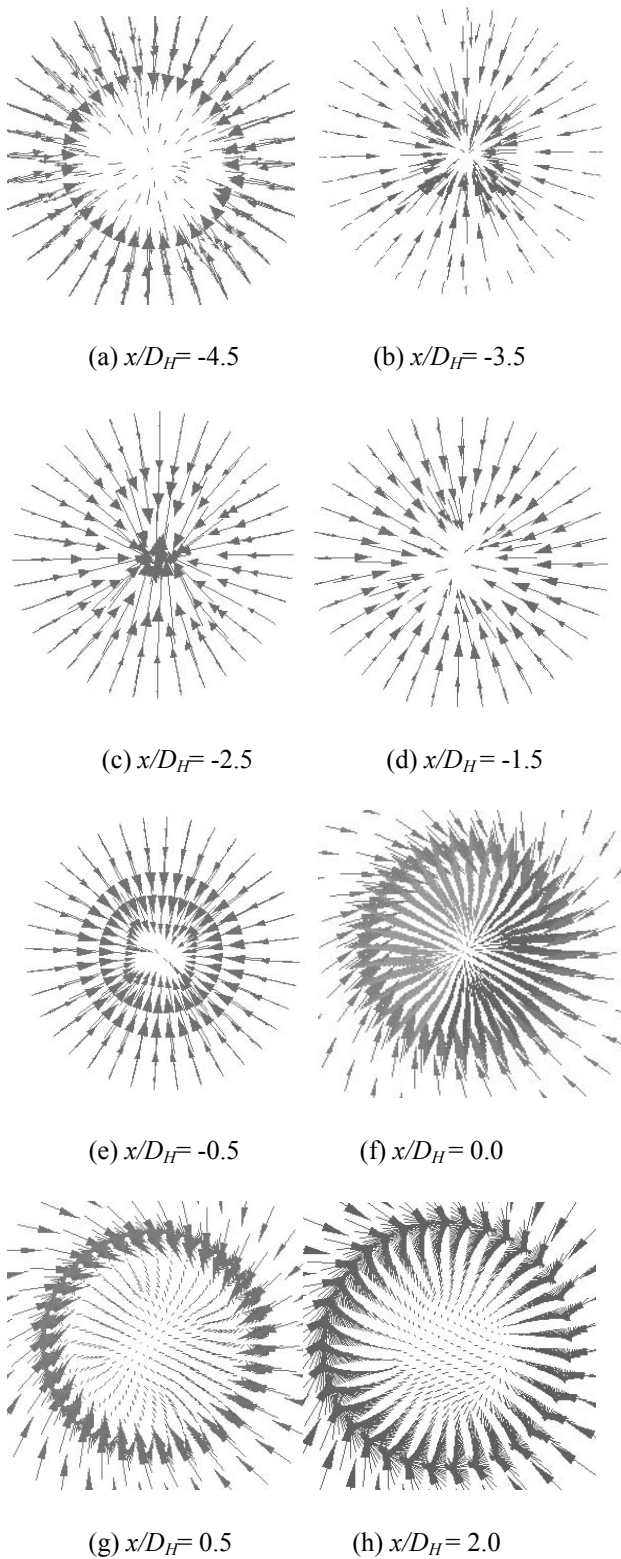 (a) x/D_H= -4.5 (b) x/D_H= -3.5
(c) x/D_H= -2.5 (d) x/D_H = -1.5
(e) x/D_H= -0.5 (f) x/D_H = 0.0
(g) x/D_H= 0.5 (h) x/D_H = 2.0